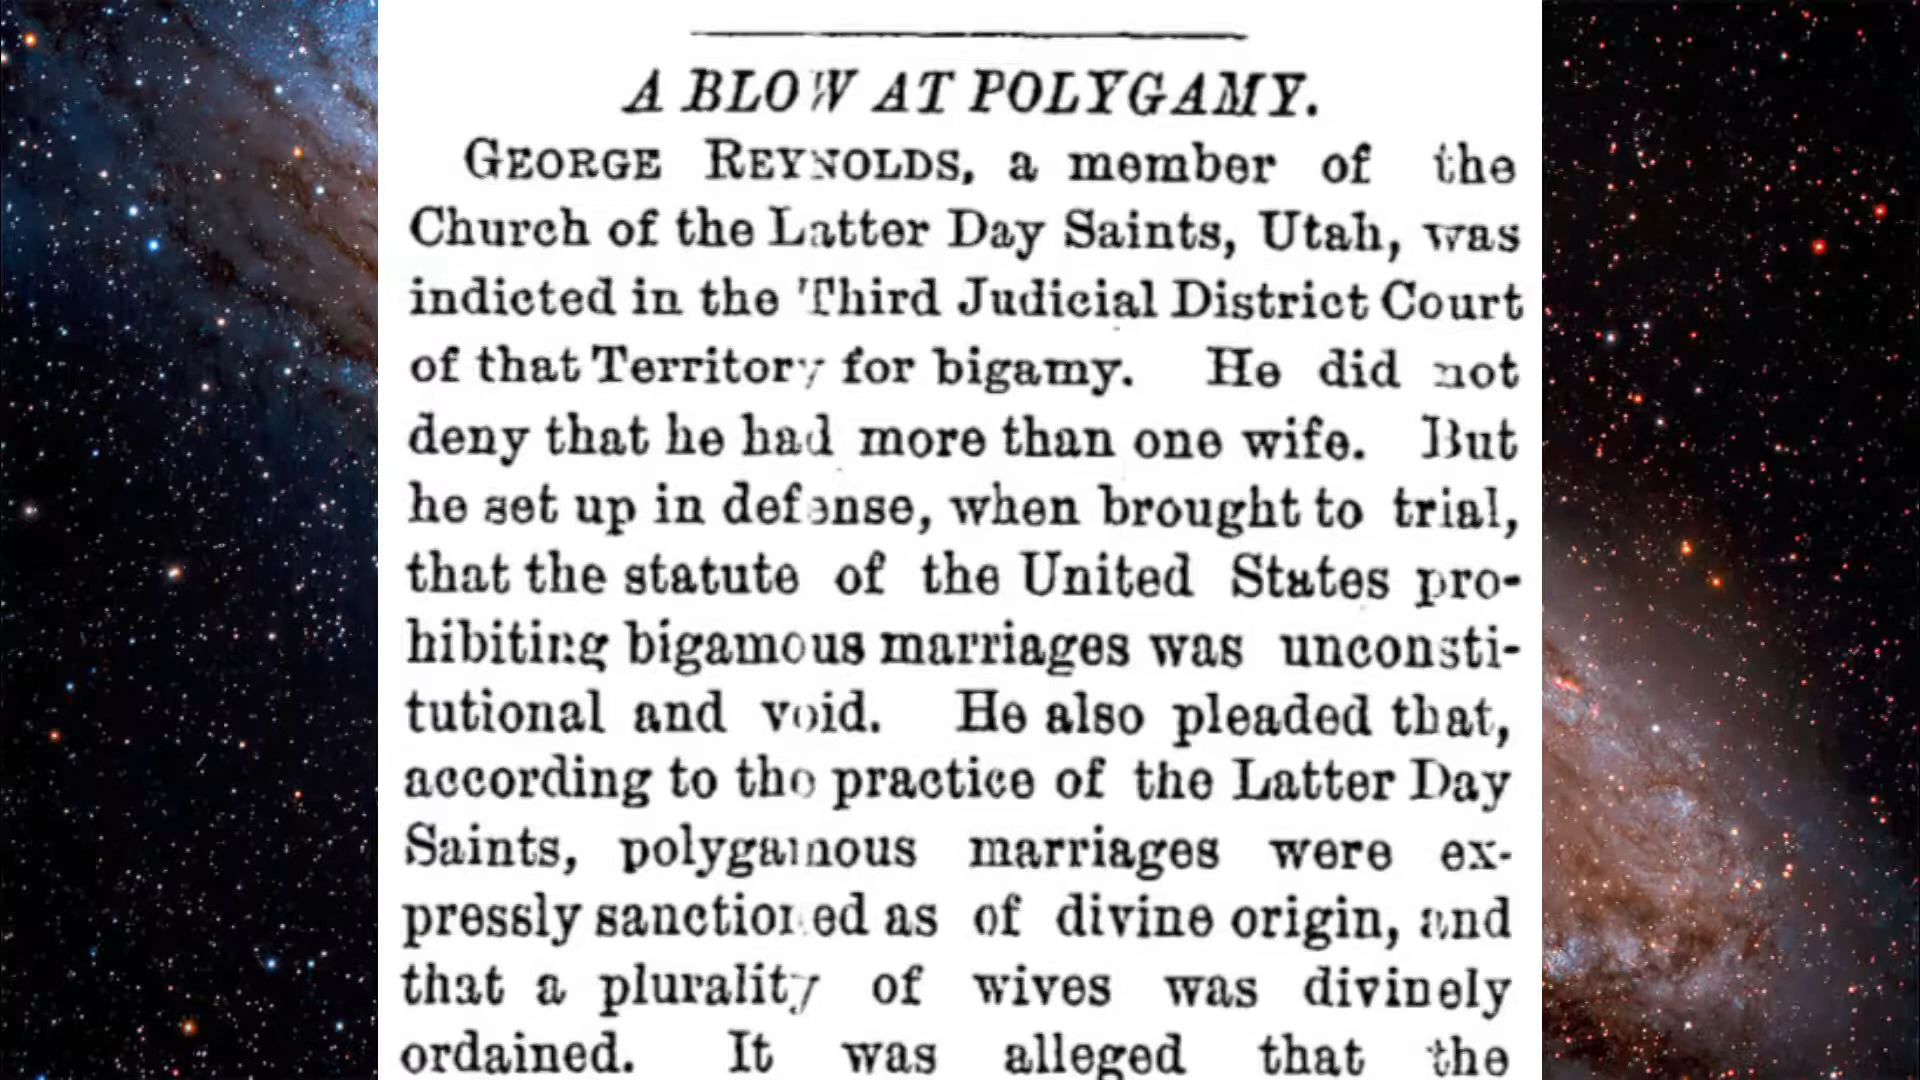 A BLOW AT POLYGAMY.
GEORGE REYNOLDS, a member of the
Church of the Latter Day Saints, Utah, was
indicted in the Third Judicial District Court
of that Territory for bigamy. He did not
deny that he had more than one wife. But
he set up in defense, when brought to trial,
that the statute of the United States pro-
hibiting bigamous marriages was unconsti-
tutional and void. He also pleaded that,
according to the practice of the Latter Day
Saints, polygamous marriages were ex-
pressly sanctioned as of divine origin, and
that a plurality of wives was divinely
ordained. It was alleged that the